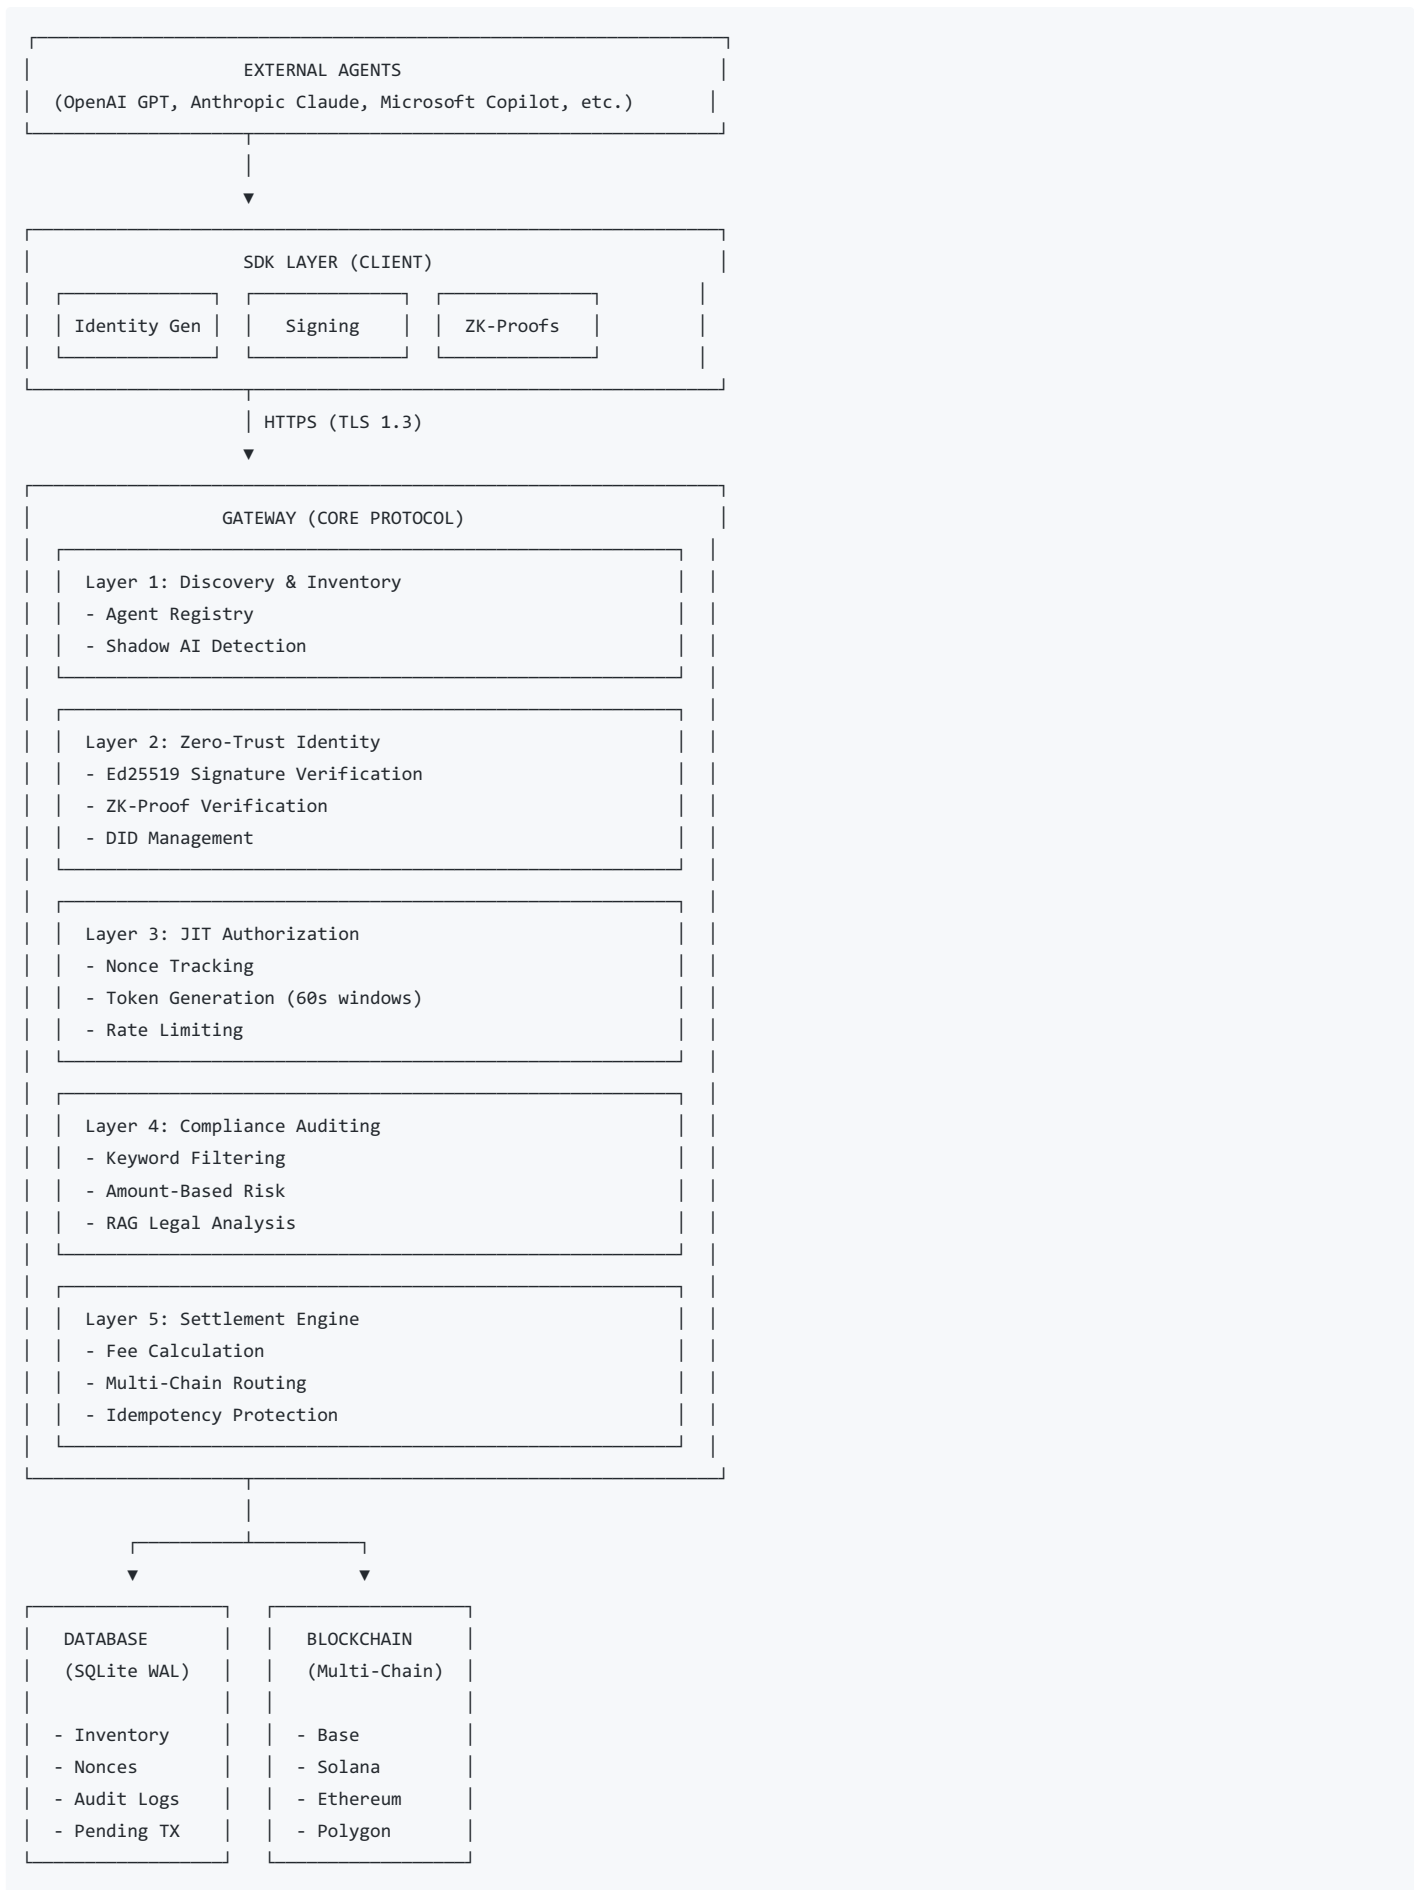 EXTERNAL AGENTS
(OpenAI GPT, Anthropic Claude, Microsoft Copilot, etc.)
SDK LAYER (CLIENT)
Identity Gen Signing ZK-Proofs
HTTPS (TLS 1.3)
GATEWAY (CORE PROTOCOL)
Layer 1: Discovery & Inventory
- Agent Registry
- Shadow AI Detection
Layer 2: Zero-Trust Identity
- Ed25519 Signature Verification
- ZK-Proof Verification
- DID Management
Layer 3: JIT Authorization
- Nonce Tracking
- Token Generation (60s windows)
- Rate Limiting
Layer 4: Compliance Auditing
- Keyword Filtering
- Amount-Based Risk
- RAG Legal Analysis
Layer 5: Settlement Engine
- Fee Calculation
- Multi-Chain Routing
- Idempotency Protection
DATABASE
(SQLite WAL)
- Inventory
- Nonces
- Audit Logs
- Pending TX
BLOCKCHAIN
(Multi-Chain)
- Base
- Solana
- Ethereum
- Polygon